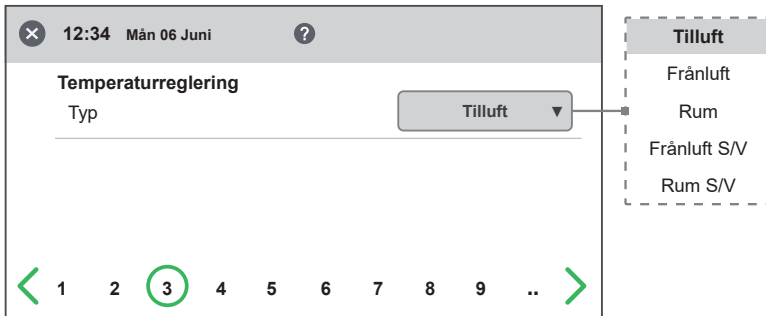 12:34 Mån 06 Juni ?
Temperaturreglering
Typ
Tilluft ▼
Tilluft
Frånluft
Rum
Frånluft S/V
Rum S/V
1 2 3 4 5 6 7 8 9 ..